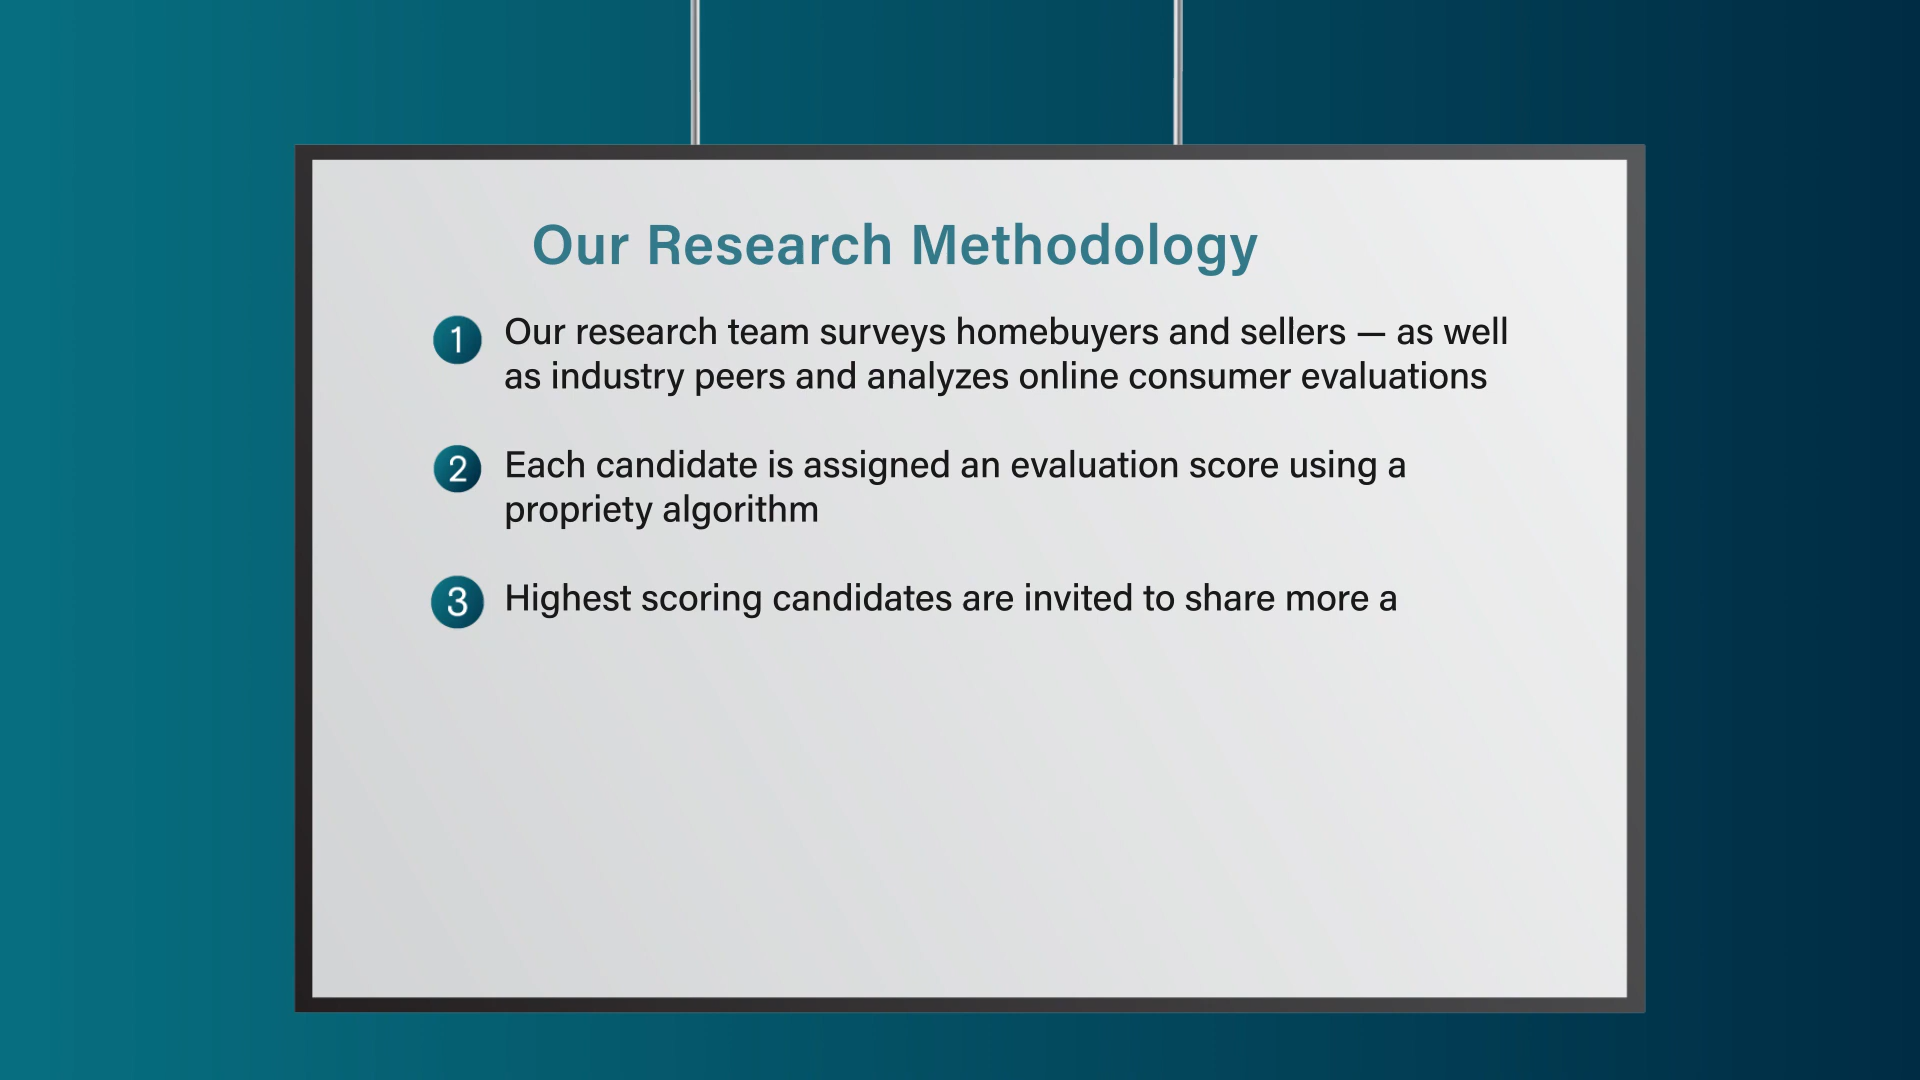 Our Research Methodology
1 Our research team surveys homebuyers and sellers — as well
as industry peers and analyzes online consumer evaluations
2 Each candidate is assigned an evaluation score using a
propriety algorithm
3 Highest scoring candidates are invited to share more a